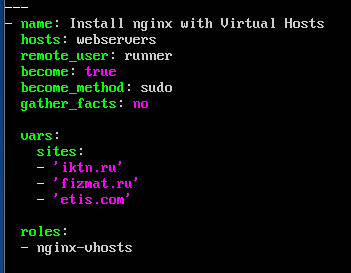 ---
- name: Install nginx with Virtual Hosts
  hosts: webservers
  remote_user: runner
  become: true
  become_method: sudo
  gather_facts: no

  vars:
    sites:
    - 'iktn.ru'
    - 'fizmat.ru'
    - 'etis.com'

  roles:
  - nginx-vhosts